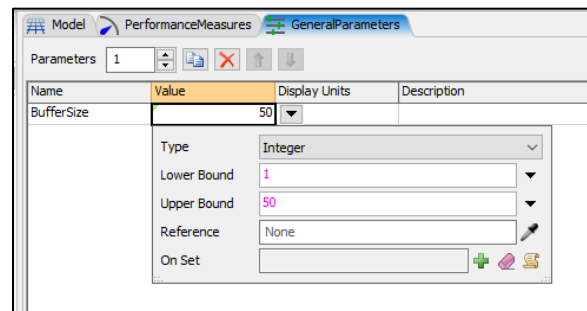 Model PerformanceMeasures GeneralParameters
Parameters 1
Name Value Display Units Description
BufferSize 50
Type Integer
Lower Bound 1
Upper Bound 50
Reference None
On Set